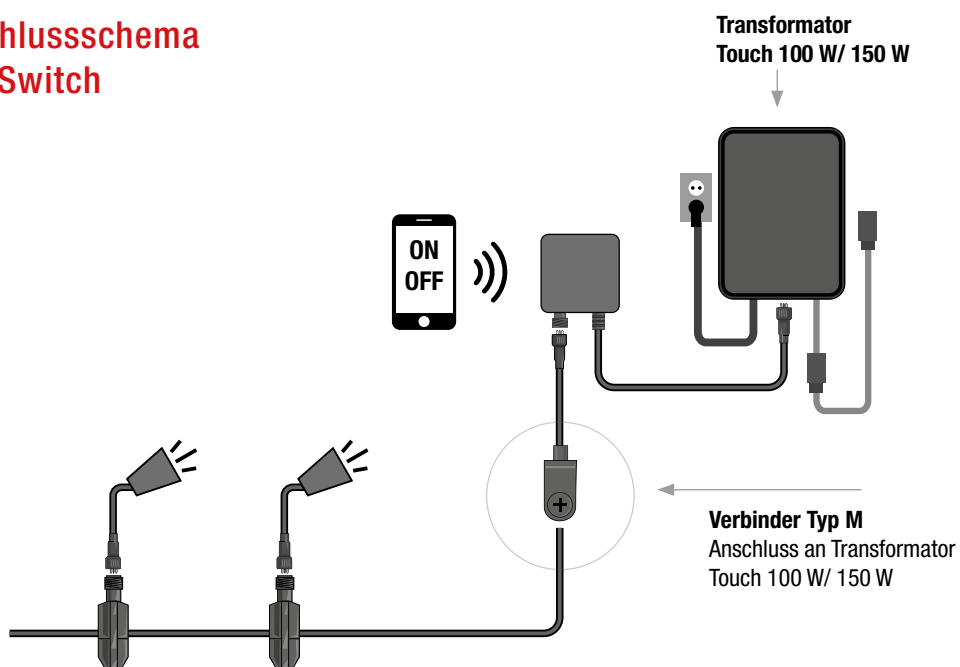 hlussschema
Switch
Transformator
Touch 100 W/ 150 W
ON
OFF
Verbinder Typ M
Anschluss an Transformator
Touch 100 W/ 150 W